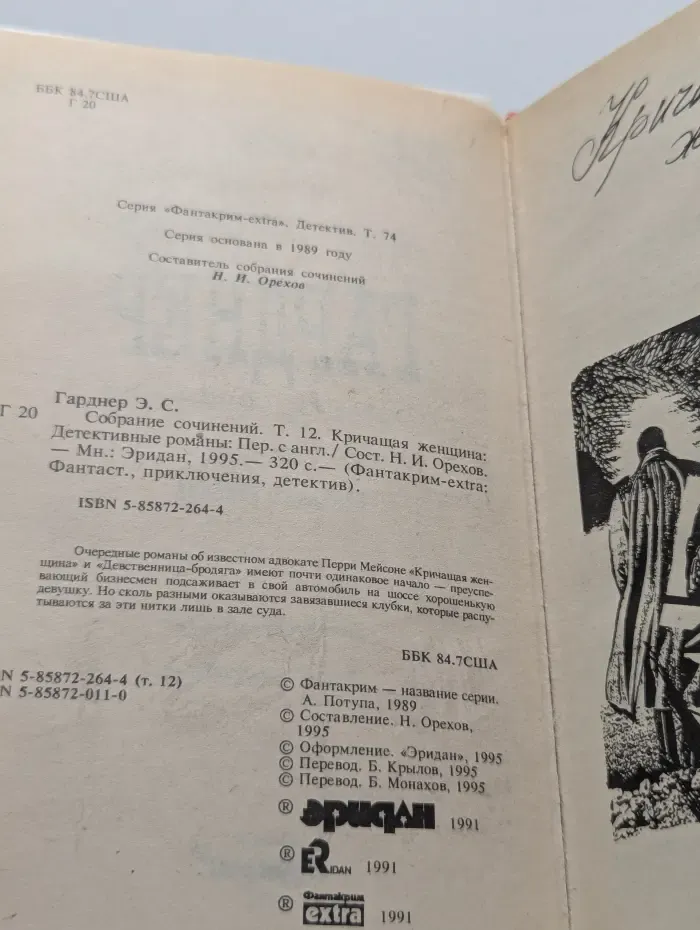 ББК 84.7США
Г 20
Серия «Фантакрим-extra». Детектив. Т. 74
Серия основана в 1989 году
Составитель собрания сочинений
Н. И. Орехов
Гарднер Э. С.
Г 20
Собрание сочинений. Т. 12. Кричащая женщина:
Детективные романы: Пер. с англ./ Сост. Н. И. Орехов.
— Мн.: Эридан, 1995.— 320 с.— (Фантакрим-extra:
Фантаст., приключения, детектив).
ISBN 5-85872-264-4
Очередные романы об известном адвокате Перри Мейсоне «Кричащая жен-
щина» и «Девственница-бродяга» имеют почти одинаковое начало — преуспе-
вающий бизнесмен подсаживает в свой автомобиль на шоссе хорошенькую
девушку. Но сколь разными оказываются завязавшиеся клубки, которые распу-
тываются за эти нитки лишь в зале суда.
ББК 84.7США
N 5-85872-264-4 (т. 12)
N 5-85872-011-0
© Фантакрим — название серии.
А. Потупа, 1989
© Составление. Н. Орехов,
1995
© Оформление. «Эридан», 1995
© Перевод. Б. Крылов, 1995
© Перевод. Б. Монахов, 1995
® эридан 1991
® ERIDAN 1991
® Фантакрим extra 1991
Кричи
ж